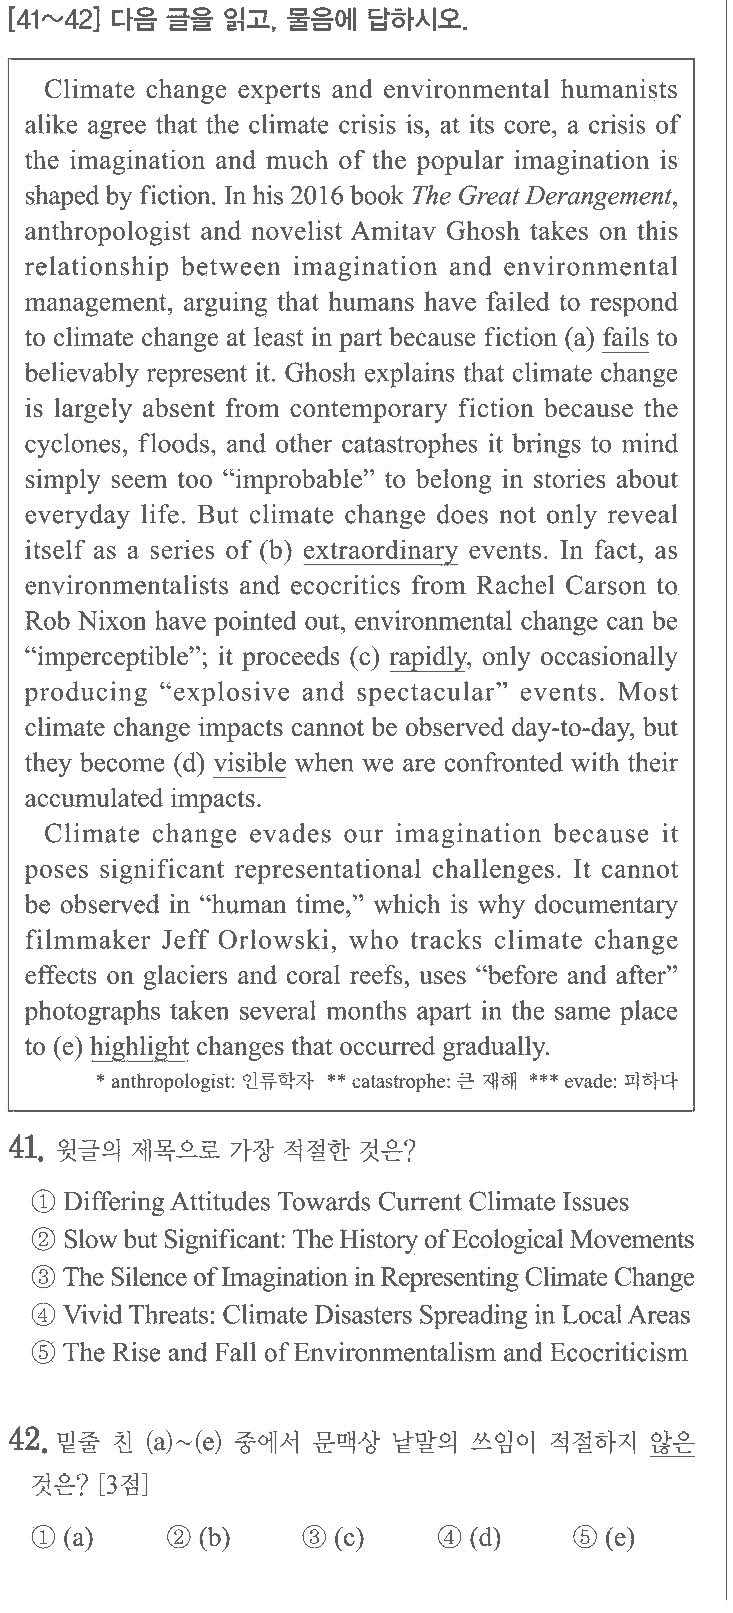 [41~42] 다음 글을 읽고, 물음에 답하시오.
Climate change experts and environmental humanists
alike agree that the climate crisis is, at its core, a crisis of
the imagination and much of the popular imagination is
shaped by fiction. In his 2016 book The Great Derangement,
anthropologist and novelist Amitav Ghosh takes on this
relationship between imagination and environmental
management, arguing that humans have failed to respond
to climate change at least in part because fiction (a) fails to
believably represent it. Ghosh explains that climate change
is largely absent from contemporary fiction because the
cyclones, floods, and other catastrophes it brings to mind
simply seem too “improbable” to belong in stories about
everyday life. But climate change does not only reveal
itself as a series of (b) extraordinary events. In fact, as
environmentalists and ecocritics from Rachel Carson to
Rob Nixon have pointed out, environmental change can be
“imperceptible”; it proceeds (c) rapidly, only occasionally
producing “explosive and spectacular” events. Most
climate change impacts cannot be observed day-to-day, but
they become (d) visible when we are confronted with their
accumulated impacts.
Climate change evades our imagination because it
poses significant representational challenges. It cannot
be observed in “human time,” which is why documentary
filmmaker Jeff Orlowski, who tracks climate change
effects on glaciers and coral reefs, uses “before and after”
photographs taken several months apart in the same place
to (e) highlight changes that occurred gradually.
* anthropologist: 인류학자 ** catastrophe: 큰 재해 *** evade: 피하다
41. 윗글의 제목으로 가장 적절한 것은?
① Differing Attitudes Towards Current Climate Issues
② Slow but Significant: The History of Ecological Movements
③ The Silence of Imagination in Representing Climate Change
④ Vivid Threats: Climate Disasters Spreading in Local Areas
⑤ The Rise and Fall of Environmentalism and Ecocriticism
42. 밑줄 친 (a)~(e) 중에서 문맥상 낱말의 쓰임이 적절하지 않은
것은? [3점]
① (a) ② (b) ③ (c) ④ (d) ⑤ (e)